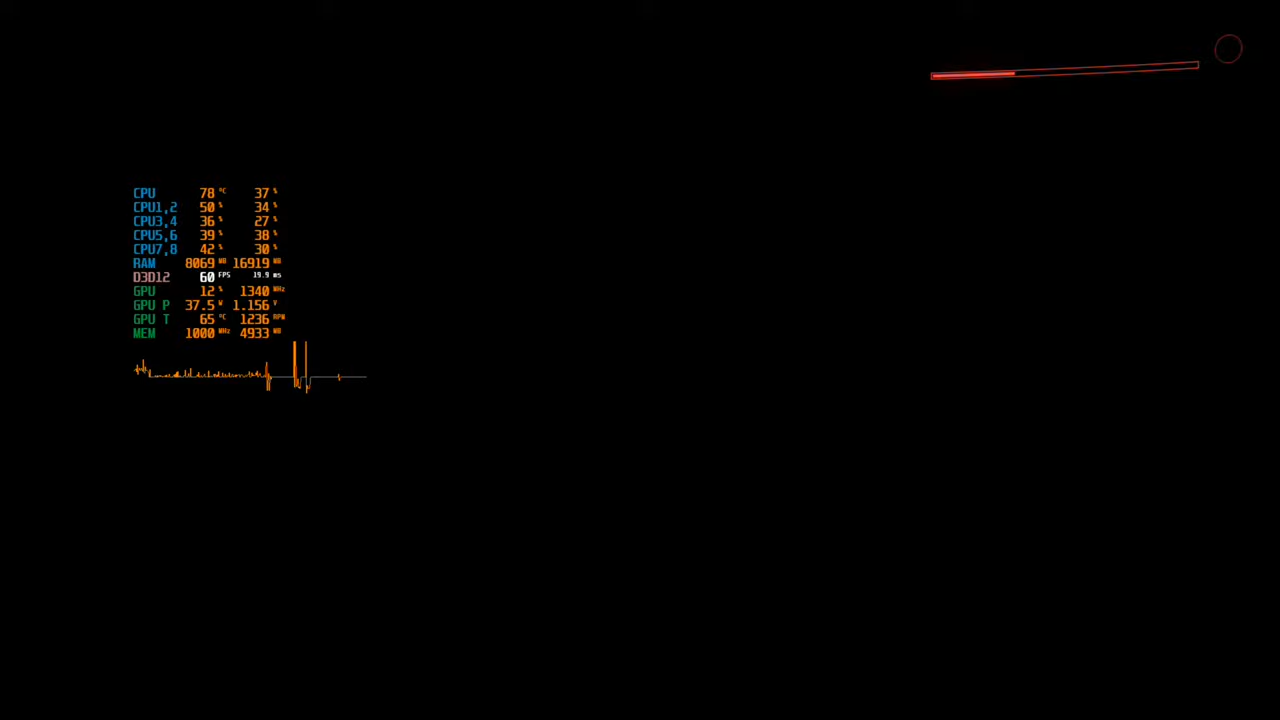 CPU 78 °C 37 %
CPU1,2 50 % 34 %
CPU3,4 36 % 27 %
CPU5,6 39 % 38 %
CPU7,8 42 % 30 %
RAM 8069 MB 16919 MB
D3D12 60 FPS 19.9 ms
GPU 12 % 1340 MHz
GPU P 37.5 W 1.156 V
GPU T 65 °C 1236 RPM
MEM 1000 MHz 4933 MB